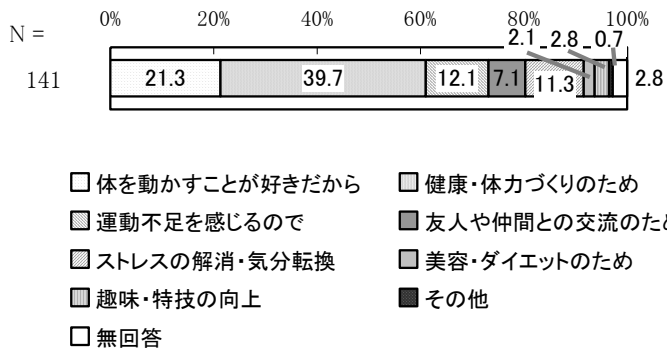 0% 20% 40% 60% 80% 100%
N =
2.1 2.8 0.7
141 21.3 39.7 12.1 7.1 11.3 2.8
体を動かすことが好きだから 健康・体力づくりのため
運動不足を感じるので 友人や仲間との交流のため
ストレスの解消・気分転換 美容・ダイエットのため
趣味・特技の向上 その他
無回答